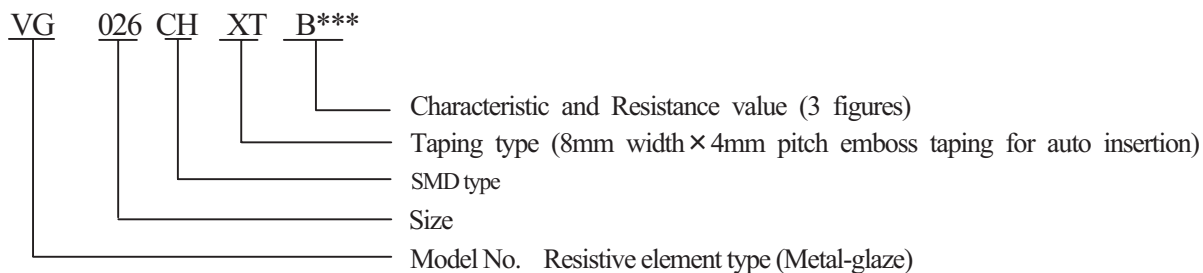 VG 026 CH XT B***
Characteristic and Resistance value (3 figures)
Taping type (8mm width×4mm pitch emboss taping for auto insertion)
SMD type
Size
Model No. Resistive element type (Metal-glaze)